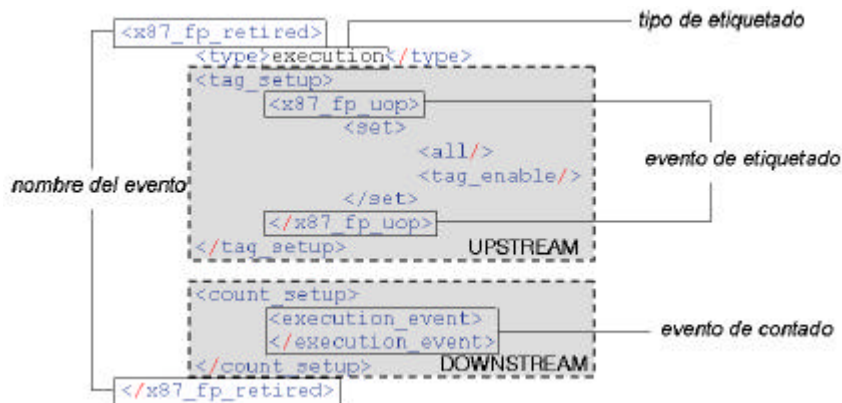 tipo de etiquetado
<x87_fp_retired>
<type>execution</type>
<tag_setup>
<x87_fp_uop>
<set>
<all/>
evento de etiquetado
<tag_enable/>
nombre del evento
</set>
</x87_fp_uop>
</tag_setup>
UPSTREAM
<count_setup>
<execution_event>
evento de contado
</execution_event>
</count_setup>
DOWNSTREAM
</x87_fp_retired>